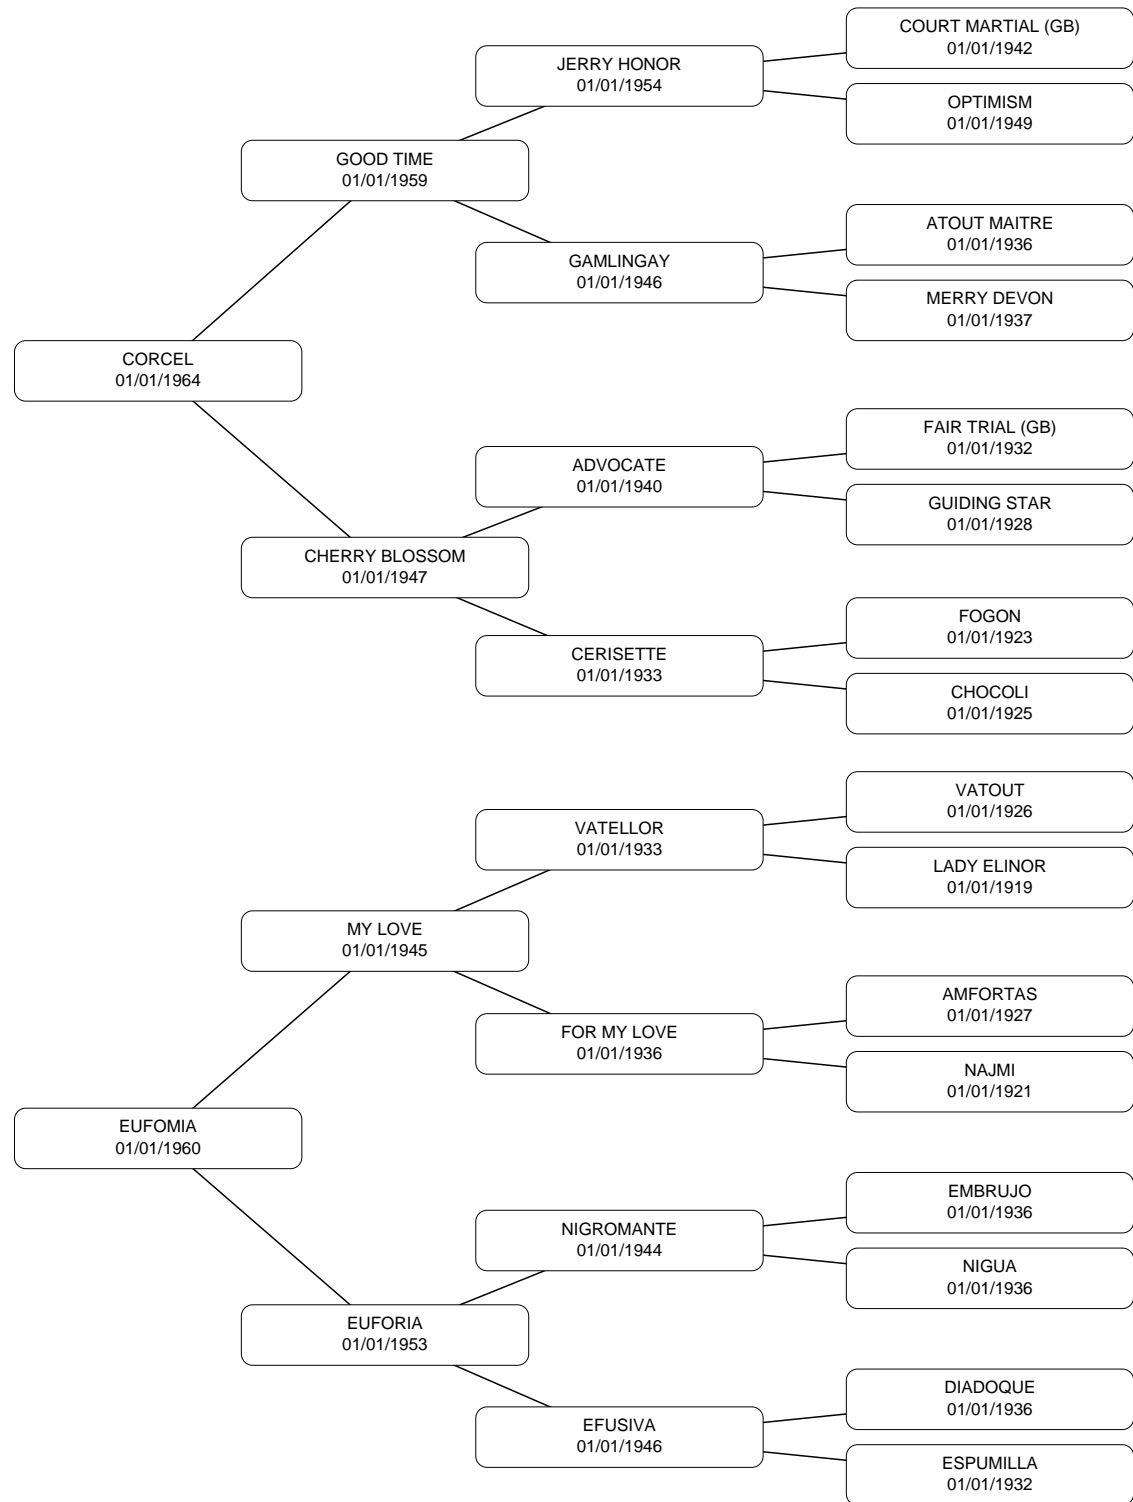 COURT MARTIAL (GB)
01/01/1942
JERRY HONOR
01/01/1954
OPTIMISM
01/01/1949
GOOD TIME
01/01/1959
ATOUT MAITRE
01/01/1936
GAMLINGAY
01/01/1946
MERRY DEVON
01/01/1937
CORCEL
01/01/1964
FAIR TRIAL (GB)
01/01/1932
ADVOCATE
01/01/1940
GUIDING STAR
01/01/1928
CHERRY BLOSSOM
01/01/1947
FOGON
01/01/1923
CERISETTE
01/01/1933
CHOCOLI
01/01/1925
VATOUT
01/01/1926
VATELLOR
01/01/1933
LADY ELINOR
01/01/1919
MY LOVE
01/01/1945
AMFORTAS
01/01/1927
FOR MY LOVE
01/01/1936
NAJMI
01/01/1921
EUFOMIA
01/01/1960
EMBRUJO
01/01/1936
NIGROMANTE
01/01/1944
NIGUA
01/01/1936
EUFORIA
01/01/1953
DIADOQUE
01/01/1936
EFUSIVA
01/01/1946
ESPUMILLA
01/01/1932